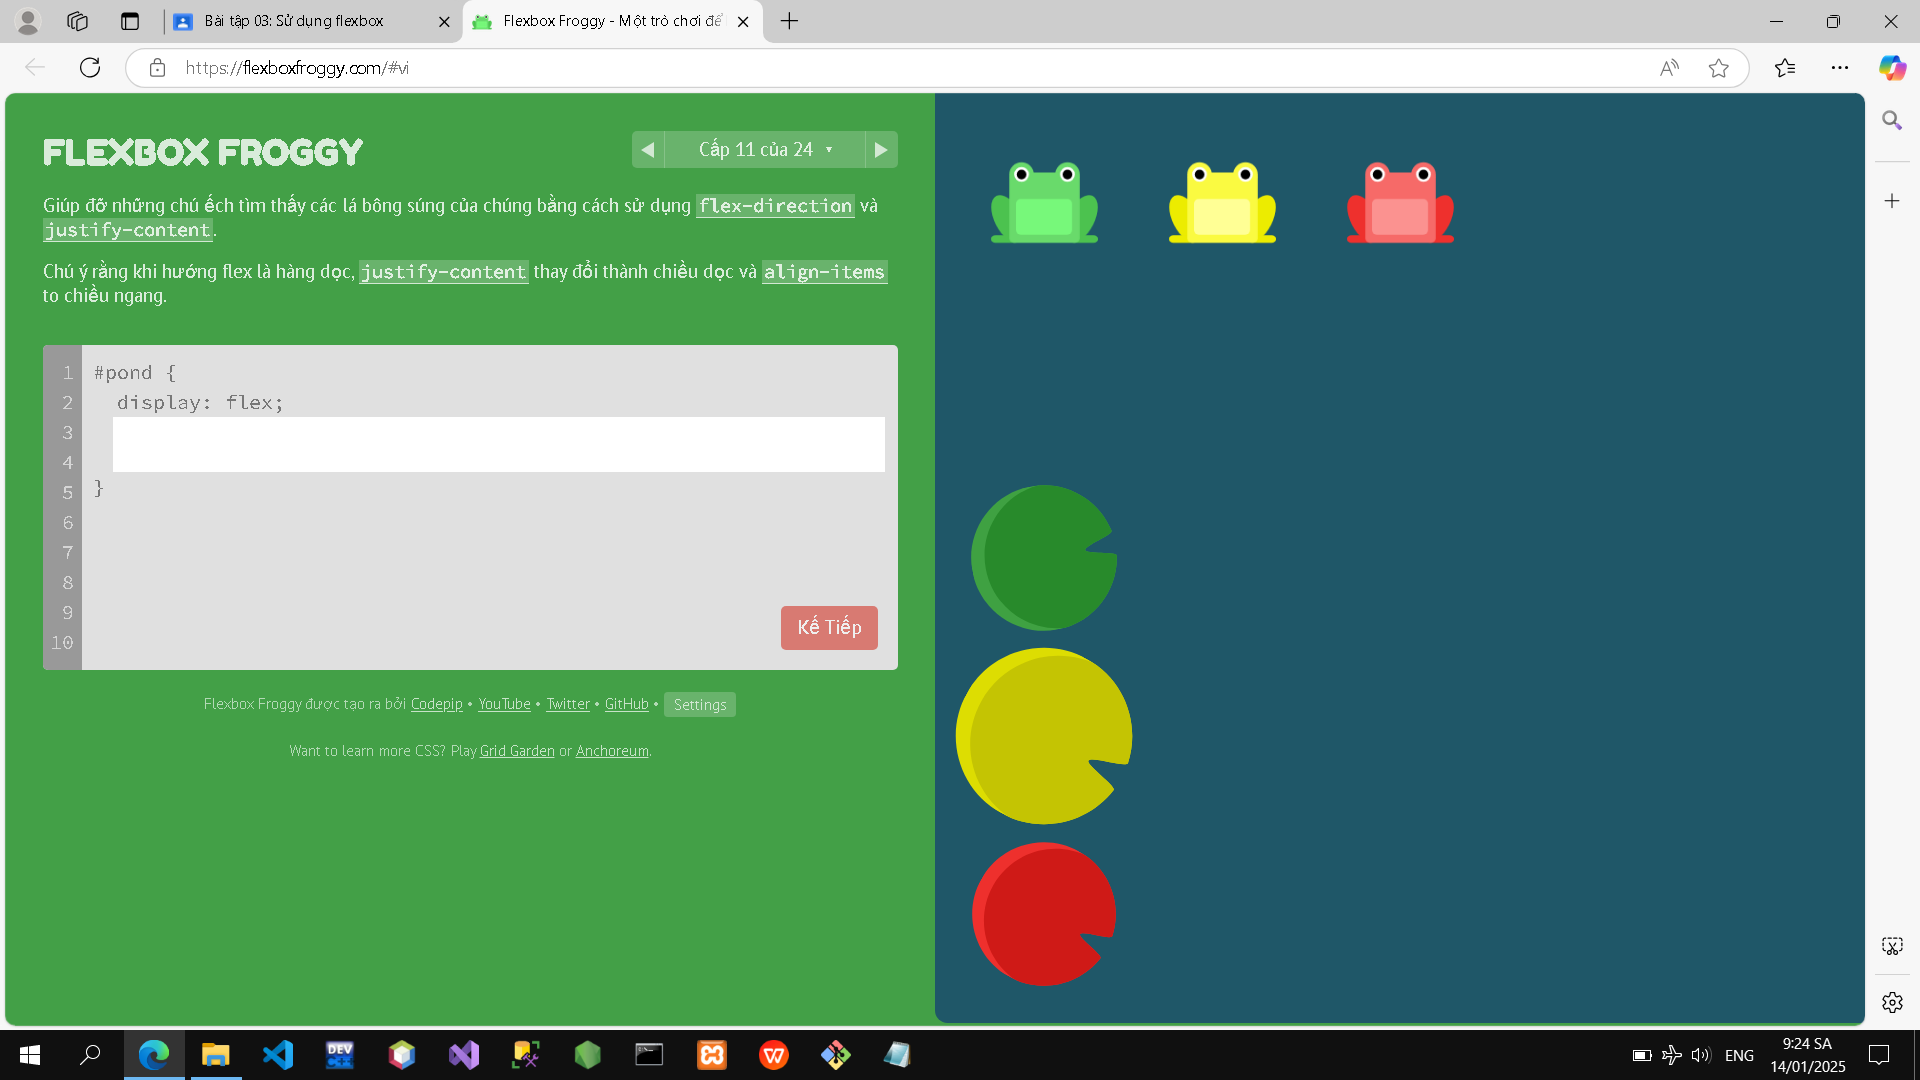 Bài tập 03: Sử dụng flexbox
Flexbox Froggy - Một trò chơi để
https://flexboxfroggy.com/#vi
FLEXBOX FROGGY
Cấp 11 của 24 ▾
Giúp đỡ những chú ếch tìm thấy các lá bông súng của chúng bằng cách sử dụng flex-direction và
justify-content.
Chú ý rằng khi hướng flex là hàng dọc, justify-content thay đổi thành chiều dọc và align-items
to chiều ngang.
1 #pond {
2 display: flex;
3
4
5 }
6
7
8
9
10
Kế Tiếp
Flexbox Froggy được tạo ra bởi Codepip • YouTube • Twitter • GitHub • Settings
Want to learn more CSS? Play Grid Garden or Anchoreum.
DEV C++
ENG
9:24 SA
14/01/2025